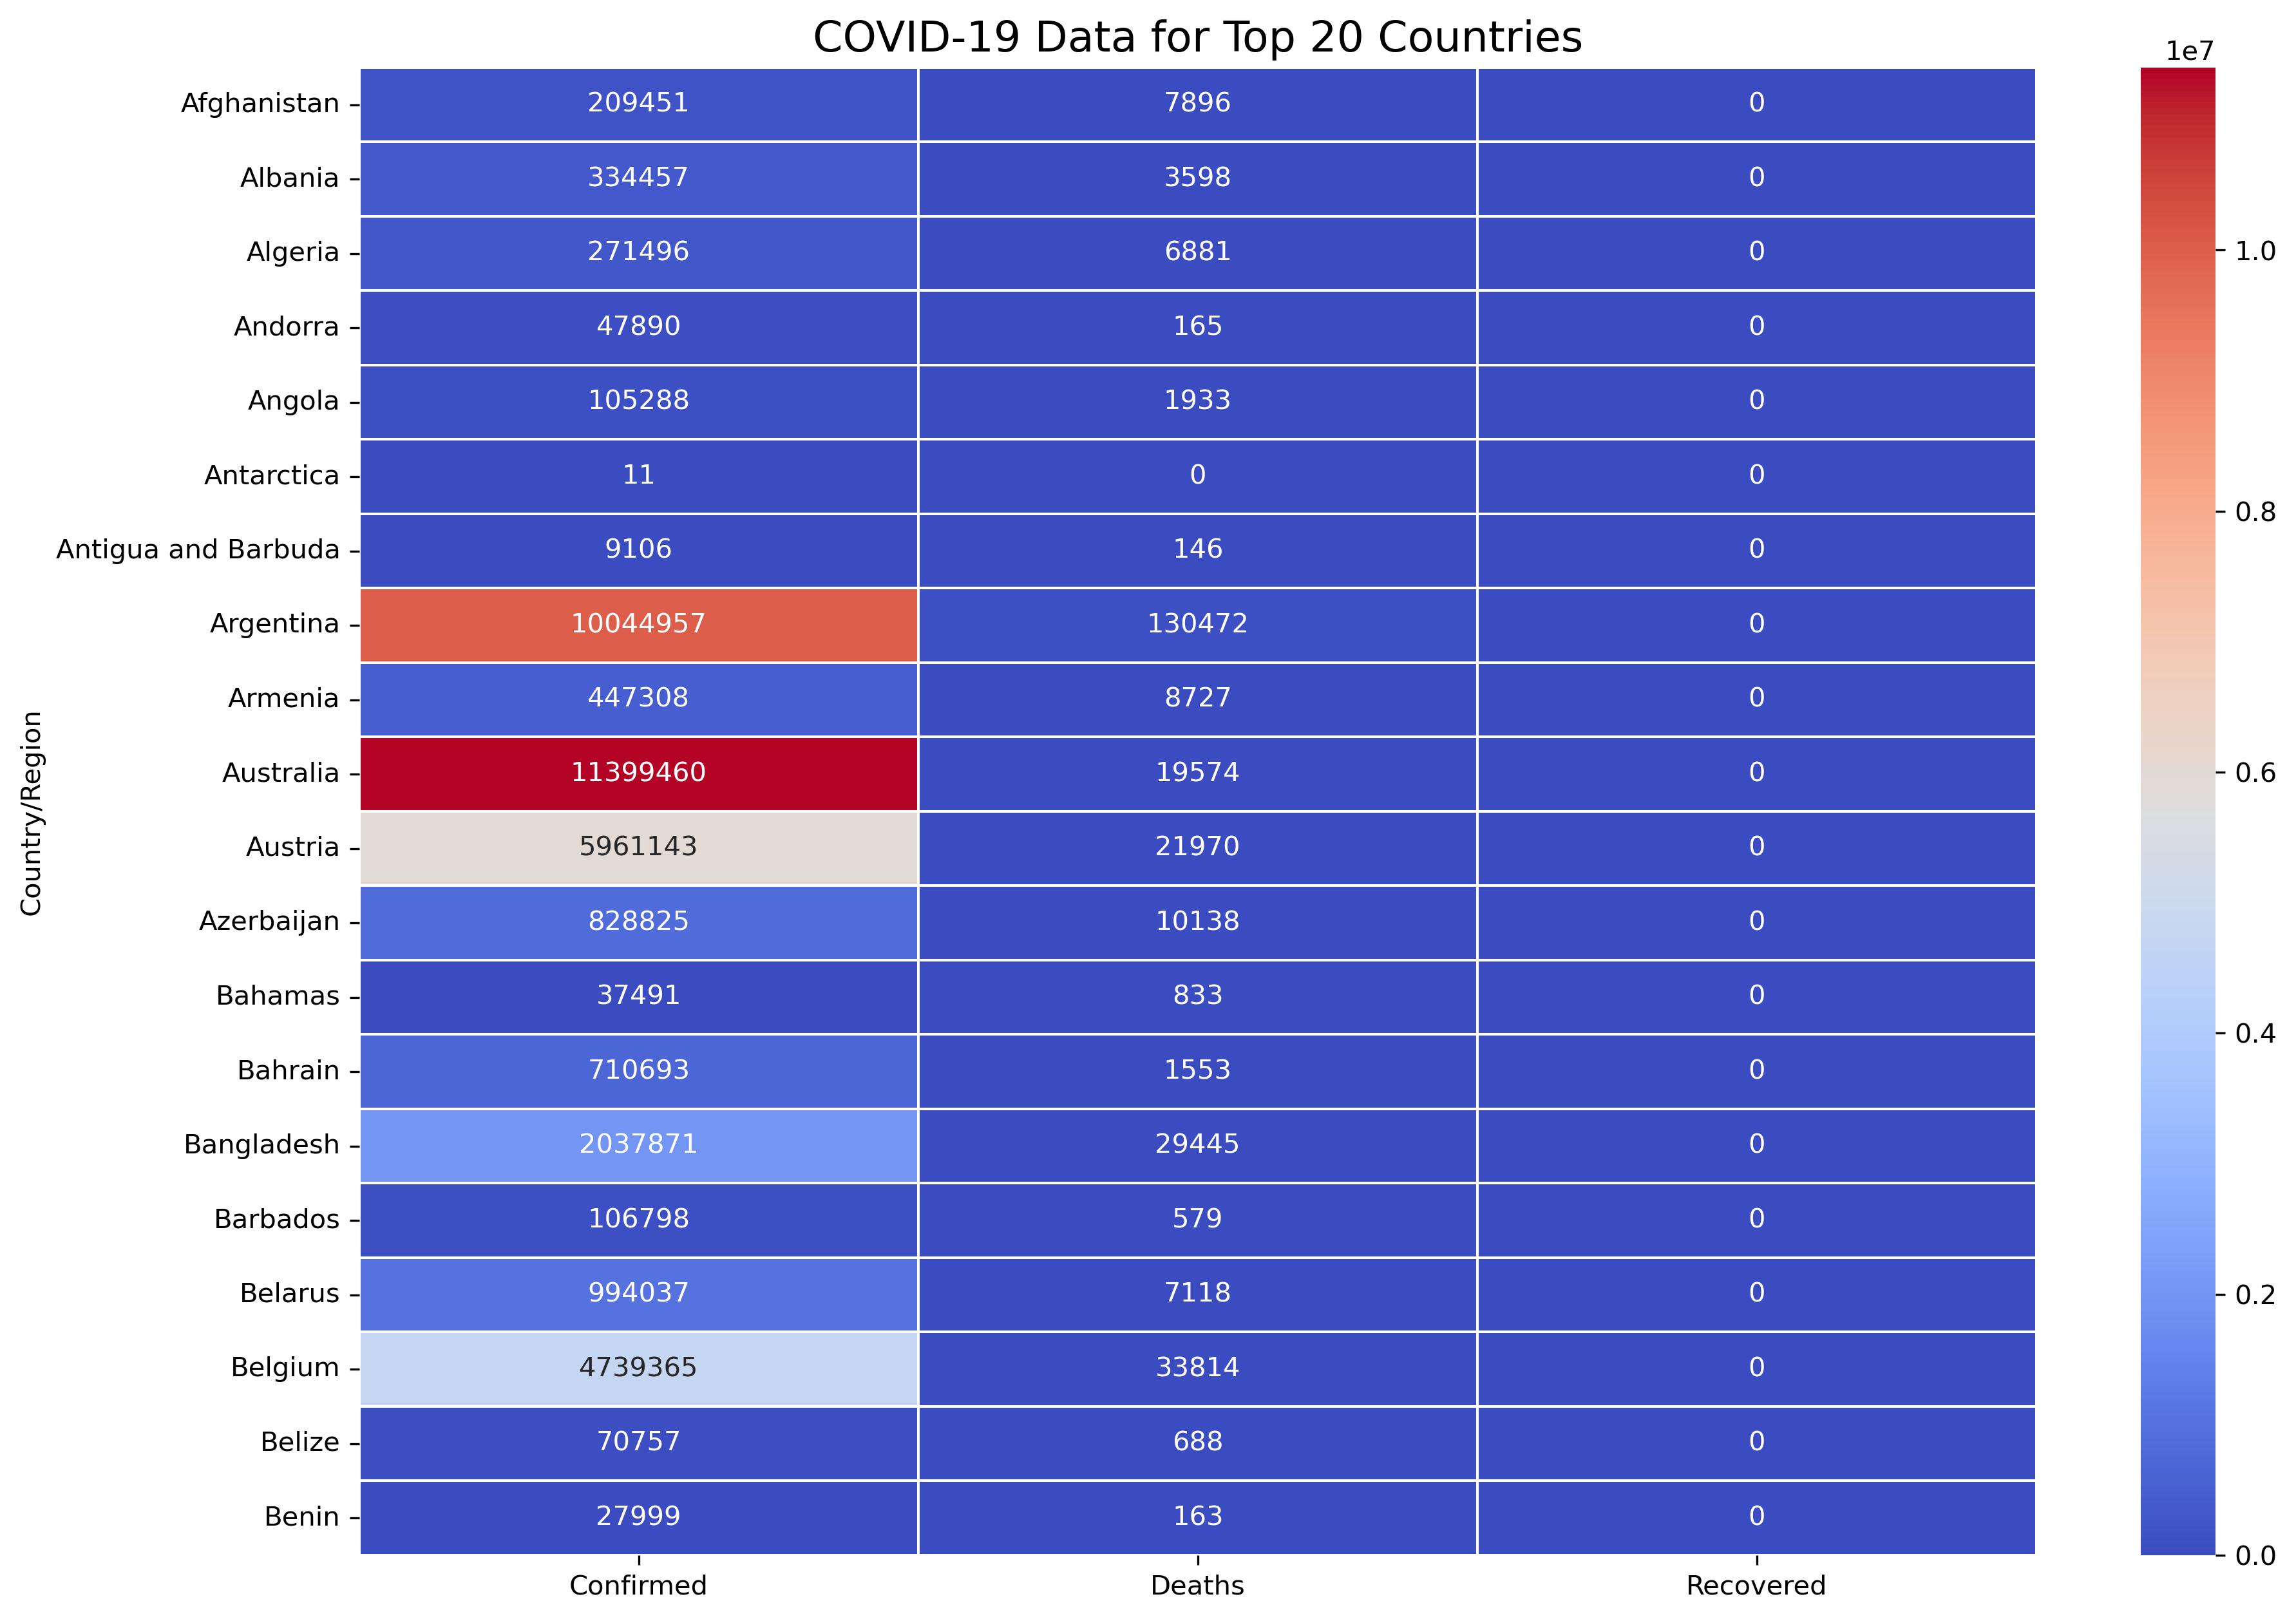 COVID-19 Data for Top 20 Countries
1e7
Afghanistan 209451 7896 0
Albania 334457 3598 0
Algeria 271496 6881 0
1.0
Andorra 47890 165 0
Angola 105288 1933 0
Antarctica 11 0 0
0.8
Antigua and Barbuda 9106 146 0
Argentina 10044957 130472 0
Armenia 447308 8727 0
Country/Region
Australia 11399460 19574 0
0.6
Austria 5961143 21970 0
Azerbaijan 828825 10138 0
Bahamas 37491 833 0
0.4
Bahrain 710693 1553 0
Bangladesh 2037871 29445 0
Barbados 106798 579 0
Belarus 994037 7118 0
0.2
Belgium 4739365 33814 0
Belize 70757 688 0
Benin 27999 163 0
0.0
Confirmed Deaths Recovered